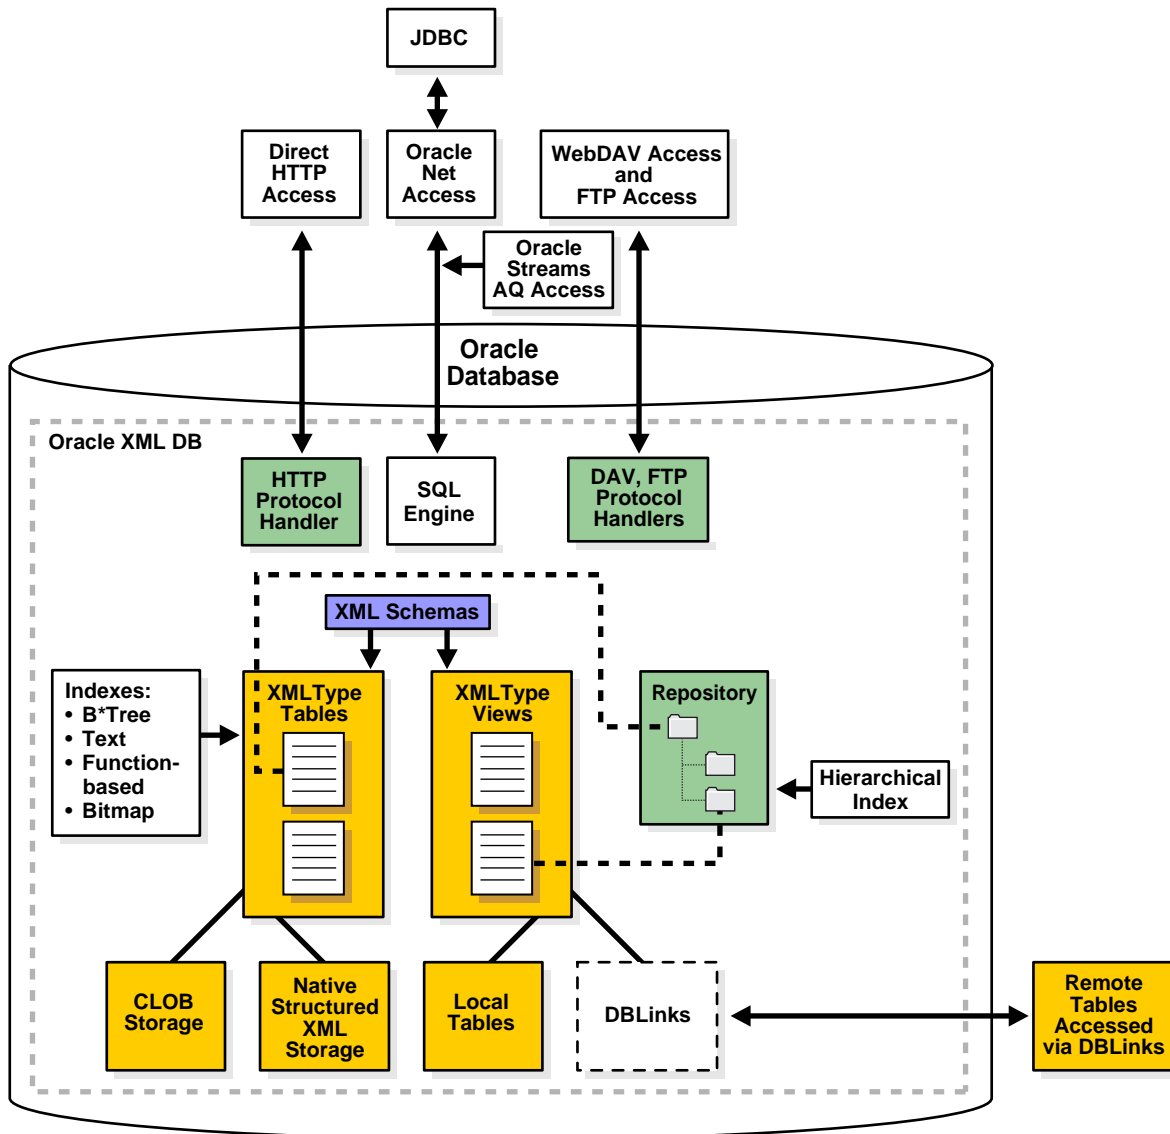 JDBC
Direct
HTTP
Access
Oracle
Net
Access
WebDAV Access
and
FTP Access
Oracle
Streams
AQ Access
Oracle
Database
Oracle XML DB
HTTP
Protocol
Handler
SQL
Engine
DAV, FTP
Protocol
Handlers
XML Schemas
Indexes:
• B*Tree
• Text
• Function-
based
• Bitmap
XMLType
Tables
XMLType
Views
Repository
Hierarchical
Index
CLOB
Storage
Native
Structured
XML
Storage
Local
Tables
DBLinks
Remote
Tables
Accessed
via DBLinks